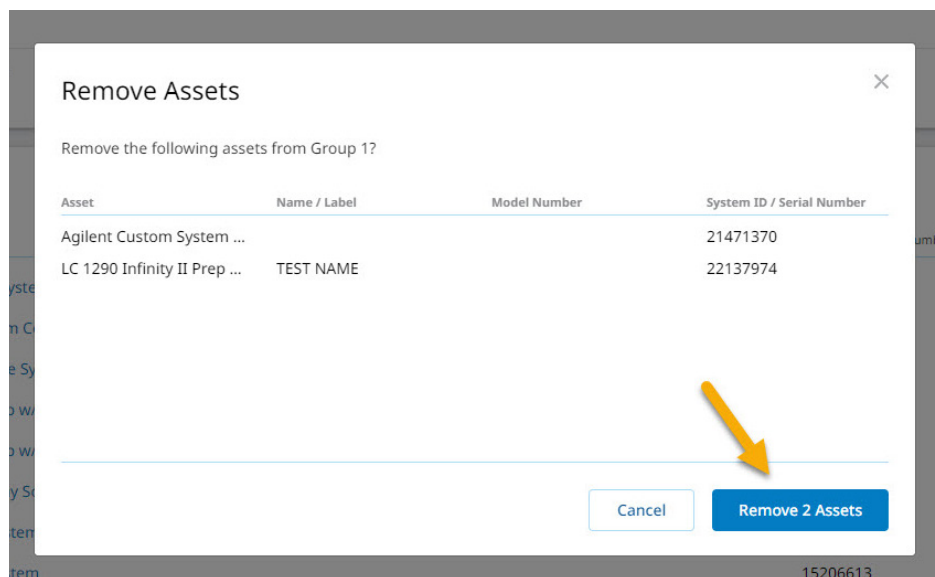 Remove Assets
Remove the following assets from Group 1?
Asset Name / Label Model Number System ID / Serial Number
Agilent Custom System ... 21471370
LC 1290 Infinity II Prep ... TEST NAME 22137974
Cancel Remove 2 Assets
15206613